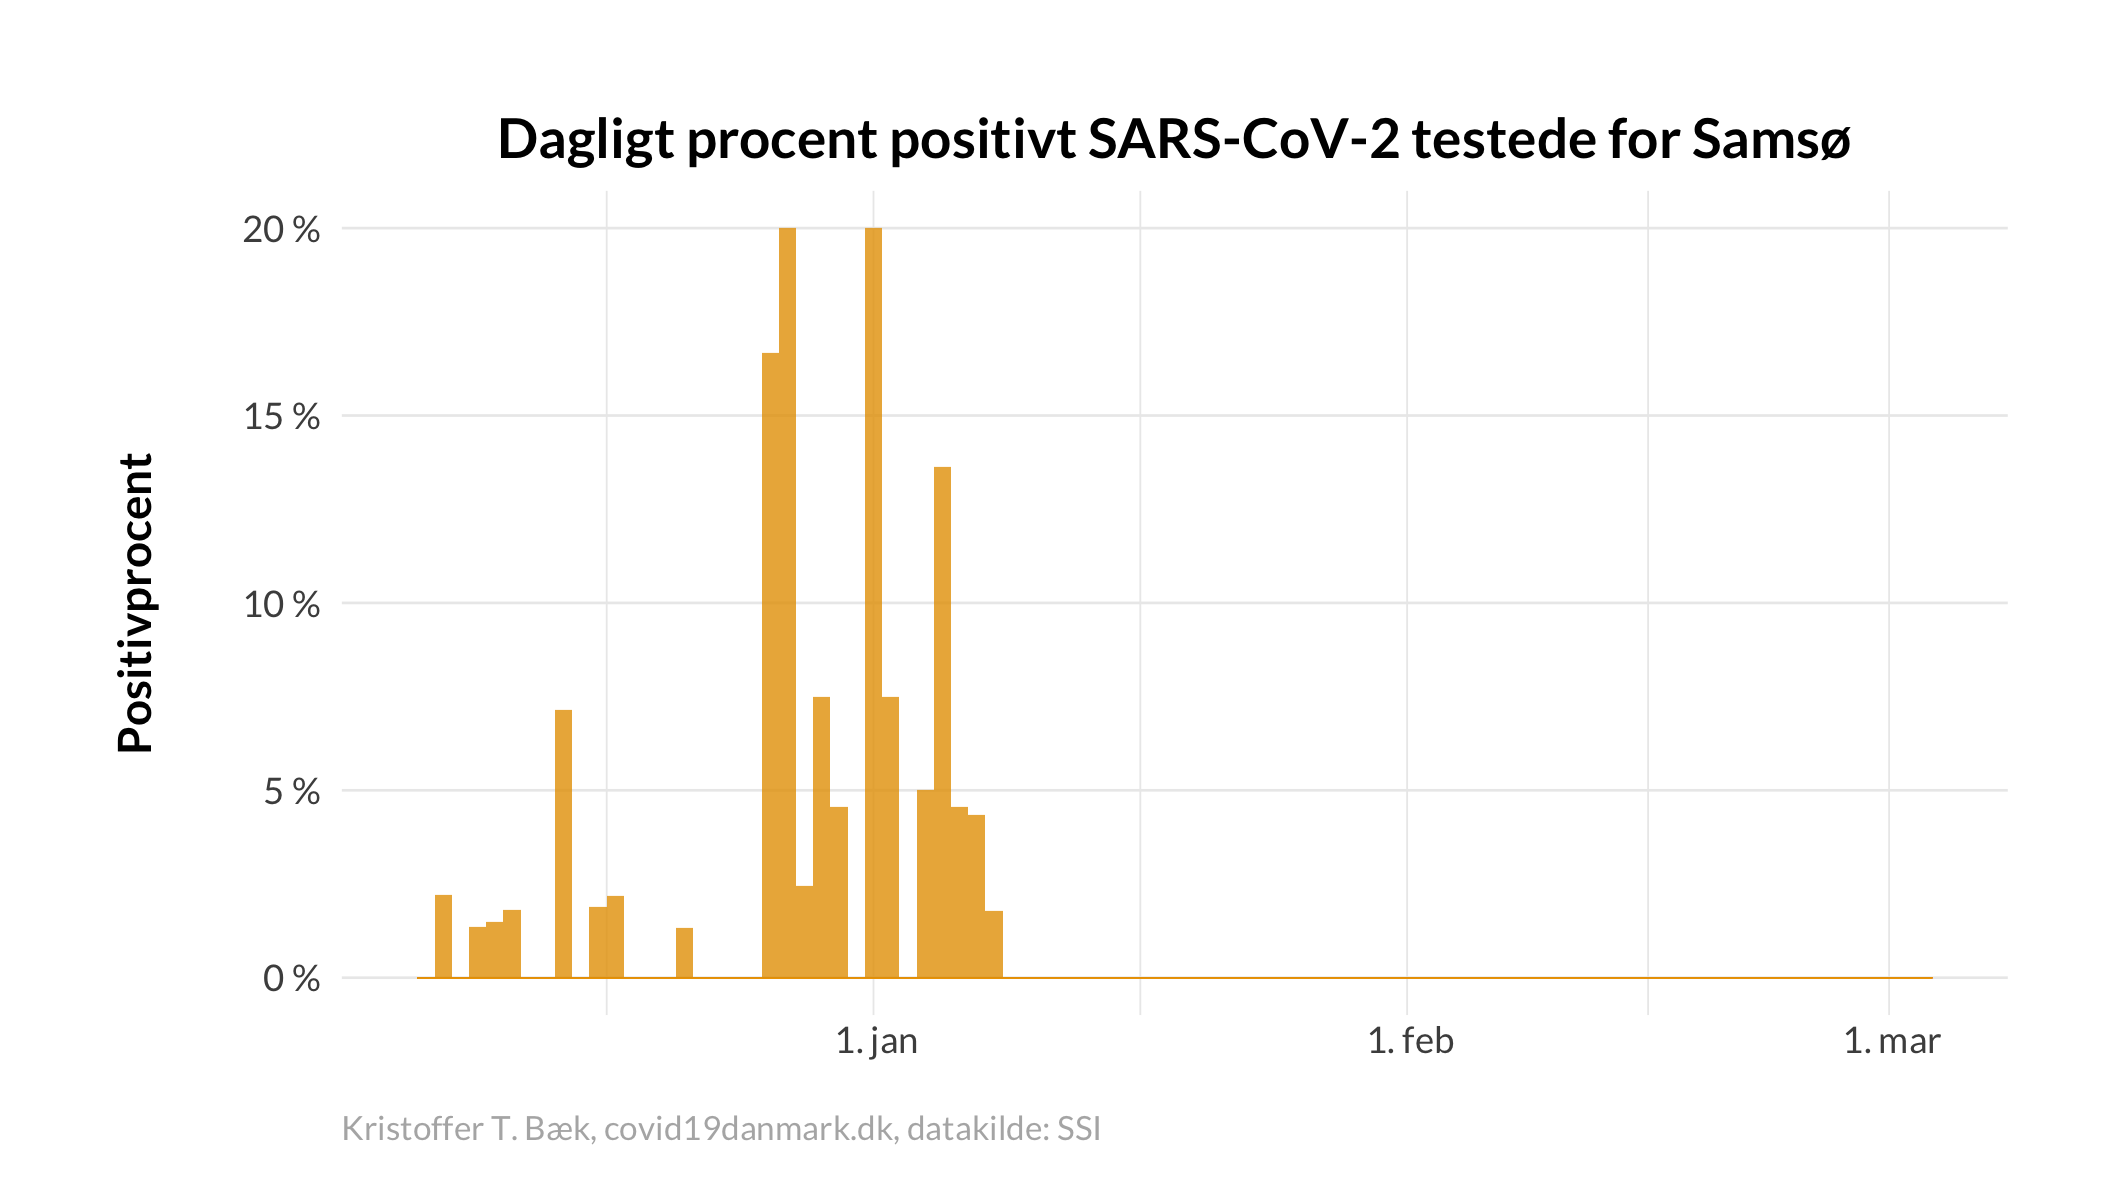 Dagligt procent positivt SARS-CoV-2 testede for Samsø
Positivprocent
20 %
15 %
10 %
5 %
0 %
1. jan
1. feb
1. mar
Kristoffer T. Bæk, covid19danmark.dk, datakilde: SSI